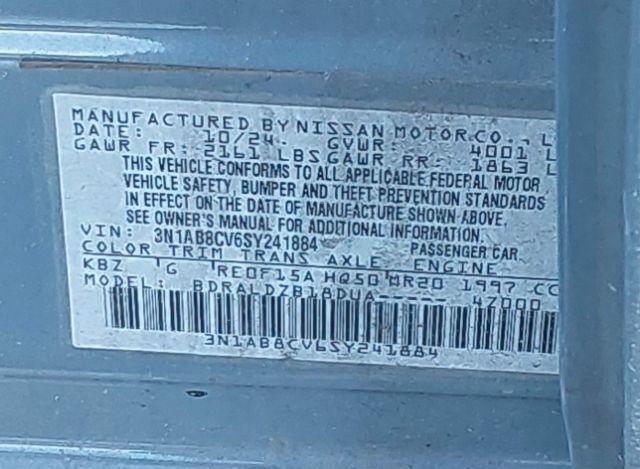 MANUFACTURED BY NISSAN MOTOR CO., L
DATE: 10/24 GVWR: 4001 L
GAWR FR: 2161 LBS GAWR RR: 1863 L
THIS VEHICLE CONFORMS TO ALL APPLICABLE FEDERAL MOTOR
VEHICLE SAFETY, BUMPER AND THEFT PREVENTION STANDARDS
IN EFFECT ON THE DATE OF MANUFACTURE SHOWN ABOVE.
SEE OWNER'S MANUAL FOR ADDITIONAL INFORMATION.
VIN: 3N1AB8CV6SY241884 PASSENGER CAR
COLOR TRIM TRANS AXLE ENGINE
KBZ G RE0F15A HQ50 MR20 1997 CC
MODEL: BDRALDZB18DUA----- 4Z000
3N1AB8CV6SY241884